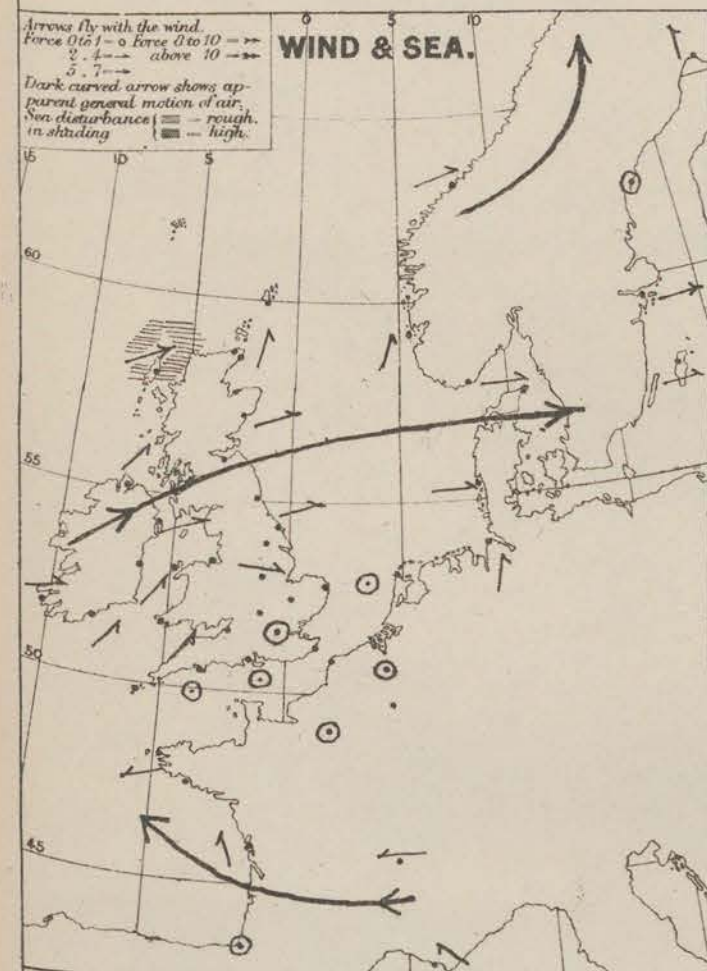 Arrows fly with the wind.
Force 0 to 1 — o Force 8 to 10 —
2 . 4 — above 10 —
5 . 7 —
Dark curved arrow shows ap-
parent general motion of air.
Sea disturbance { — rough.
in shading { — high.
WIND & SEA.
0 5 10
15 10 5
60
55
50
45